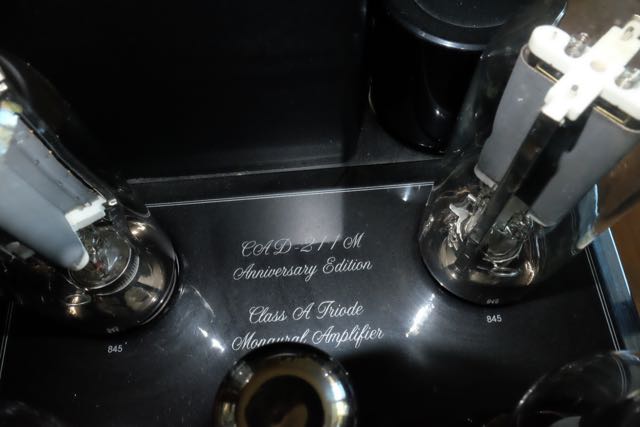 CAD-211M
Anniversary Edition
Class A Triode
Monaural Amplifier
845
845